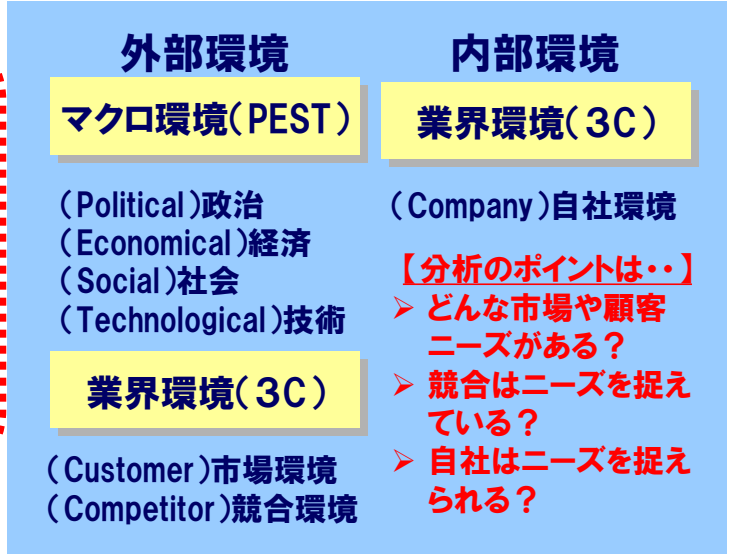 外部環境
マクロ環境(PEST)
(Political)政治
(Economical)経済
(Social)社会
(Technological)技術
業界環境(3C)
(Customer)市場環境
(Competitor)競合環境
内部環境
業界環境(3C)
(Company)自社環境
【分析のポイントは・・】
➢ どんな市場や顧客
ニーズがある?
➢ 競合はニーズを捉え
ている?
➢ 自社はニーズを捉え
られる?